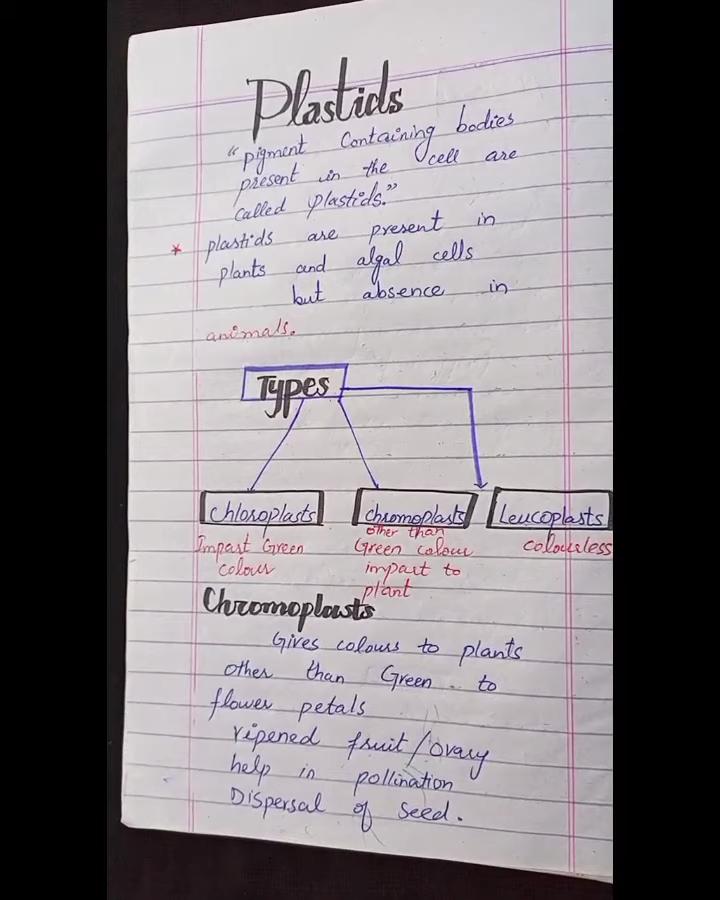 Plastids
"pigment Containing bodies
present in the cell are
called plastids."
* plastids are present in
plants and algal cells
but absence in
animals.
Types
chloroplasts
Impart Green
colour
chromoplasts
other than
Green colour
impart to
plant
Leucoplasts
colourless
Chromoplasts
Gives colours to plants
other than Green to
flower petals
ripened fruit/ovary
help in pollination
Dispersal of seed.